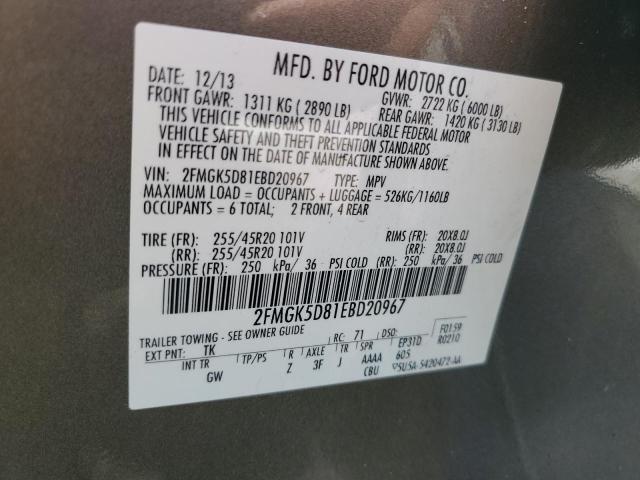 MFD. BY FORD MOTOR CO.
DATE: 12/13 GVWR: 2722 KG (6000 LB)
FRONT GAWR: 1311 KG (2890 LB) REAR GAWR: 1420 KG (3130 LB)
THIS VEHICLE CONFORMS TO ALL APPLICABLE FEDERAL MOTOR
VEHICLE SAFETY AND THEFT PREVENTION STANDARDS
IN EFFECT ON THE DATE OF MANUFACTURE SHOWN ABOVE.
VIN: 2FMGK5D81EBD20967 TYPE: MPV
MAXIMUM LOAD = OCCUPANTS + LUGGAGE = 526KG/1160LB
OCCUPANTS = 6 TOTAL; 2 FRONT, 4 REAR
TIRE (FR): 255/45R20 101V RIMS (FR): 20X8.0J
(RR): 255/45R20 101V (RR): 20X8.0J
PRESSURE (FR): 250 kPa/ 36 PSI COLD (RR): 250 kPa/ 36 PSI COLD
2FMGK5D81EBD20967
TRAILER TOWING - SEE OWNER GUIDE
EXT PNT: TK RC: 71 DSO: F0159
INT TR TP/PS R AXLE TR SPR EP31D R0210
GW Z 3F J AAAA 605
CBU 5U5A-5420472-AA